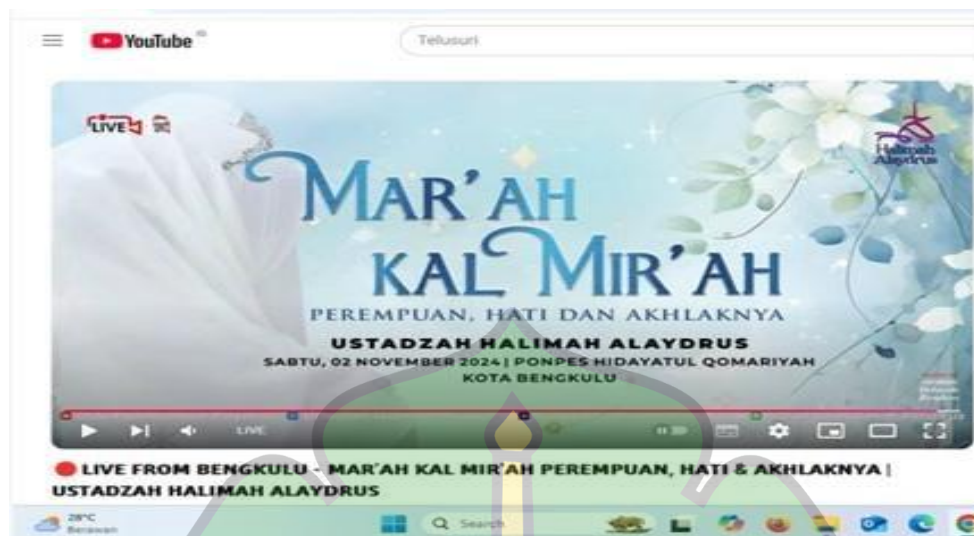 YouTube
Telusuri
LIVE
Halimah
Alaydrus
MAR'AH
KAL MIR'AH
PEREMPUAN, HATI DAN AKHLAKNYA
USTADZAH HALIMAH ALAYDRUS
SABTU, 02 NOVEMBER 2024 | PONPES HIDAYATUL QOMARIYAH
KOTA BENGKULU
LIVE
LIVE FROM BENGKULU - MAR'AH KAL MIR'AH PEREMPUAN, HATI & AKHLAKNYA |
USTADZAH HALIMAH ALAYDRUS
28°C
Berawan
Search